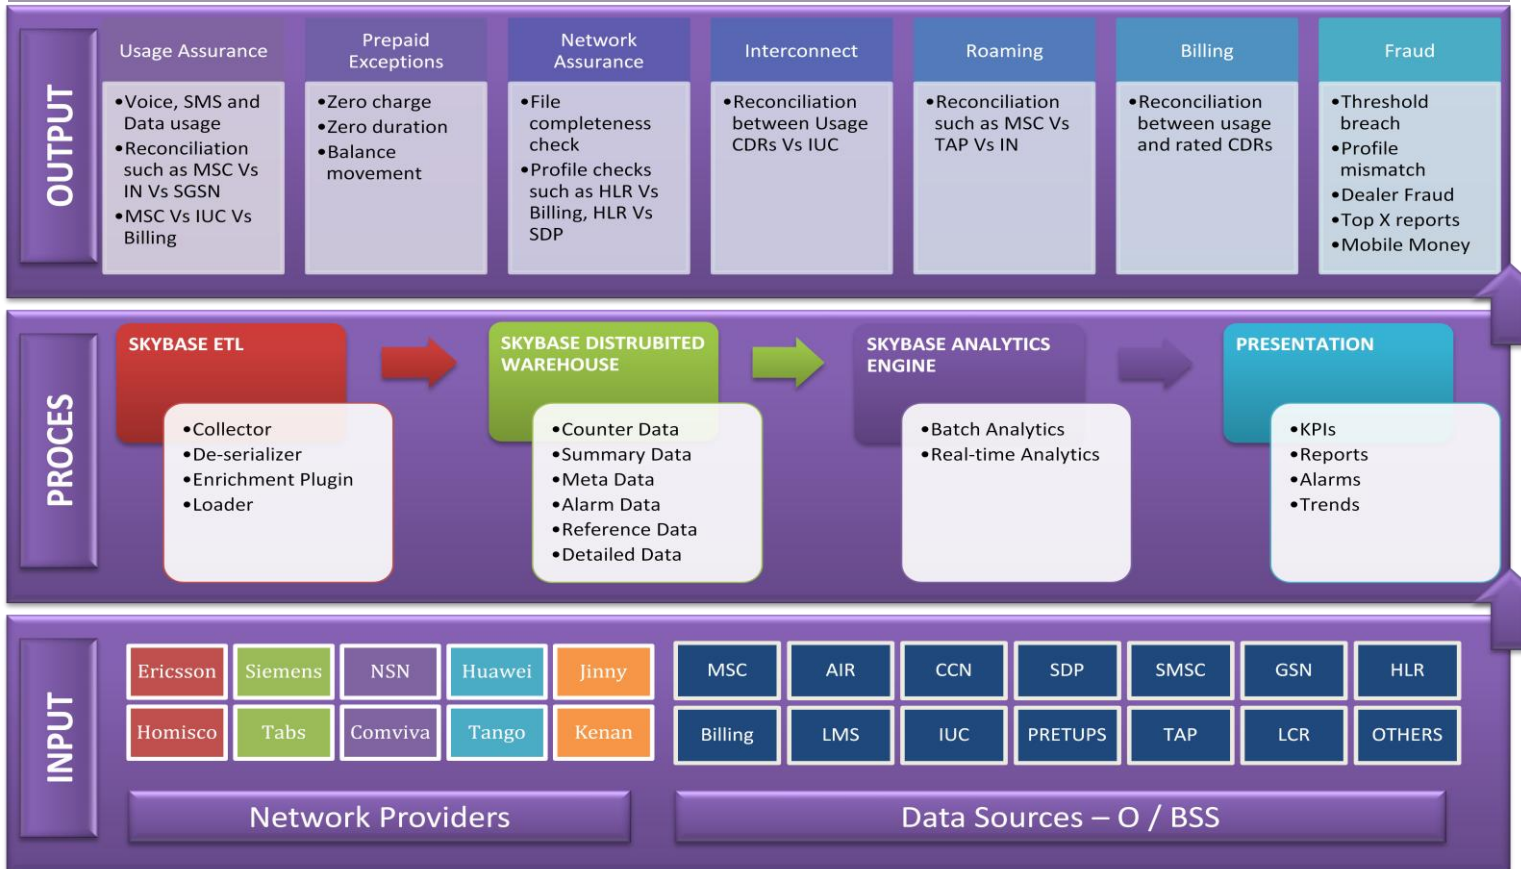 OUTPUT
Usage Assurance
•Voice, SMS and
Data usage
•Reconciliation
such as MSC Vs
IN Vs SGSN
•MSC Vs IUC Vs
Billing
Prepaid
Exceptions
•Zero charge
•Zero duration
•Balance
movement
Network
Assurance
•File
completeness
check
•Profile checks
such as HLR Vs
Billing, HLR Vs
SDP
Interconnect
•Reconciliation
between Usage
CDRs Vs IUC
Roaming
•Reconciliation
such as MSC Vs
TAP Vs IN
Billing
•Reconciliation
between usage
and rated CDRs
Fraud
•Threshold
breach
•Profile
mismatch
•Dealer Fraud
•Top X reports
•Mobile Money
PROCES
SKYBASE ETL
•Collector
•De-serializer
•Enrichment Plugin
•Loader
SKYBASE DISTRUBITED
WAREHOUSE
•Counter Data
•Summary Data
•Meta Data
•Alarm Data
•Reference Data
•Detailed Data
SKYBASE ANALYTICS
ENGINE
•Batch Analytics
•Real-time Analytics
PRESENTATION
•KPIs
•Reports
•Alarms
•Trends
INPUT
Ericsson Siemens NSN Huawei Jinny
Homisco Tabs Comviva Tango Kenan
Network Providers
MSC AIR CCN SDP SMSC GSN HLR
Billing LMS IUC PRETUPS TAP LCR OTHERS
Data Sources – O / BSS